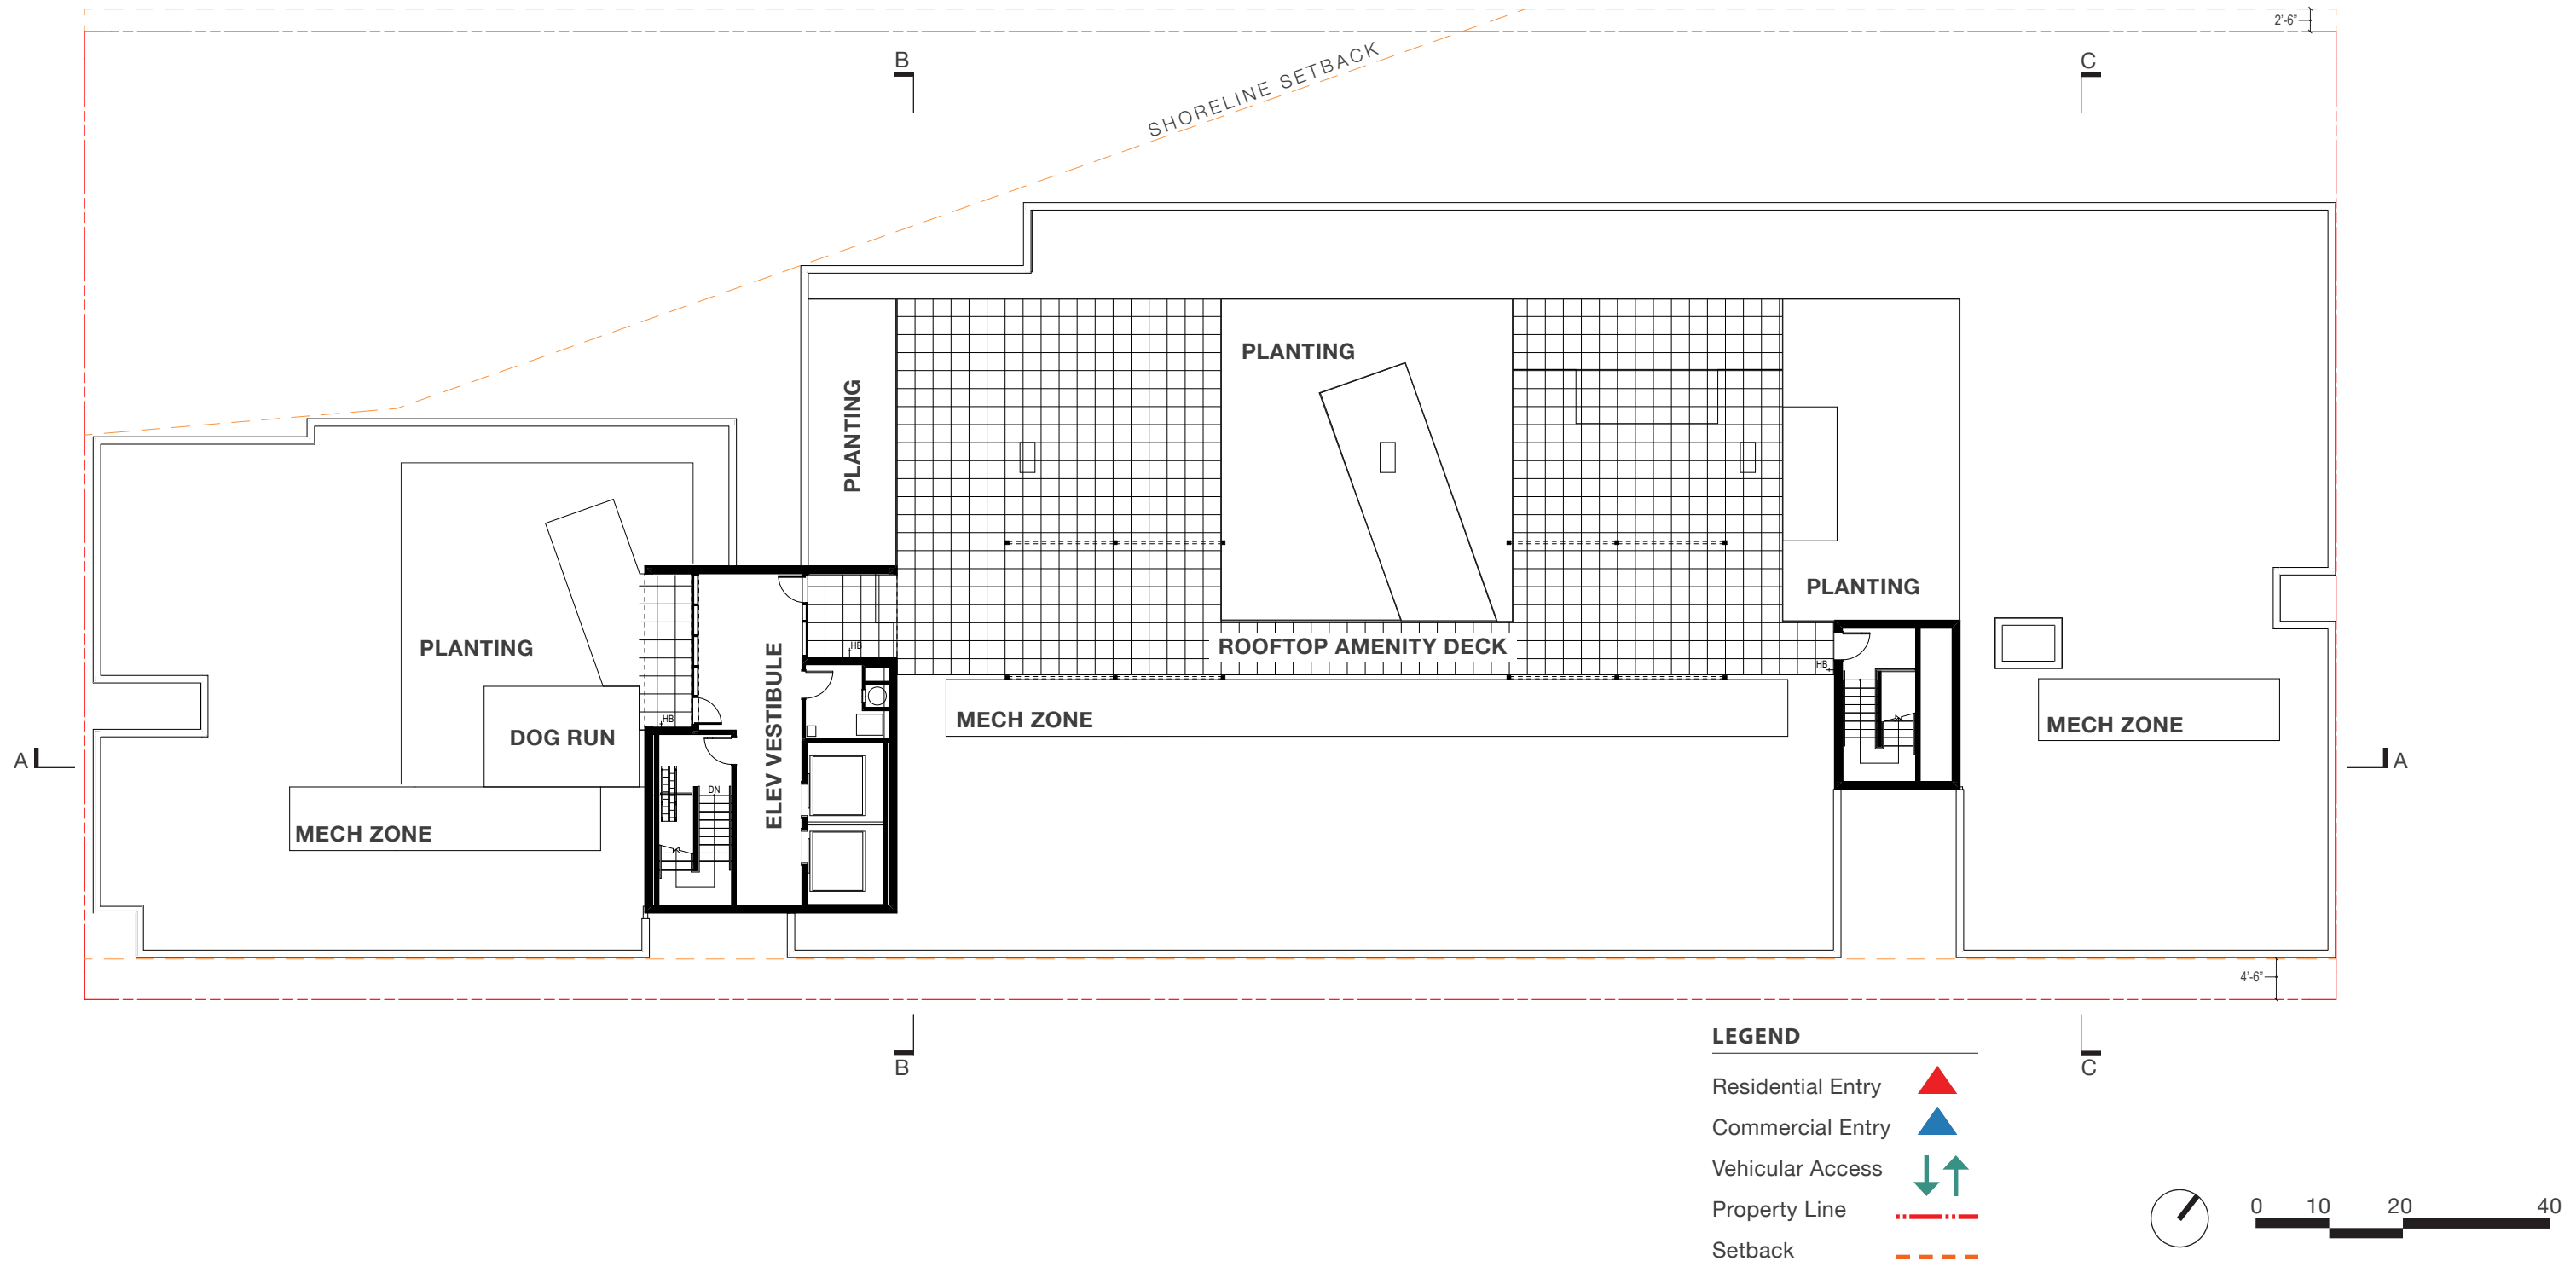 2'-6"
B
C
SHORELINE SETBACK
PLANTING
PLANTING
PLANTING
PLANTING
ROOFTOP AMENITY DECK
HB
HB
HB
ELEV VESTIBULE
DOG RUN
MECH ZONE
MECH ZONE
A
A
DN
MECH ZONE
4'-6"
B
C
LEGEND
Residential Entry
Commercial Entry
Vehicular Access
Property Line
Setback
0 10 20 40